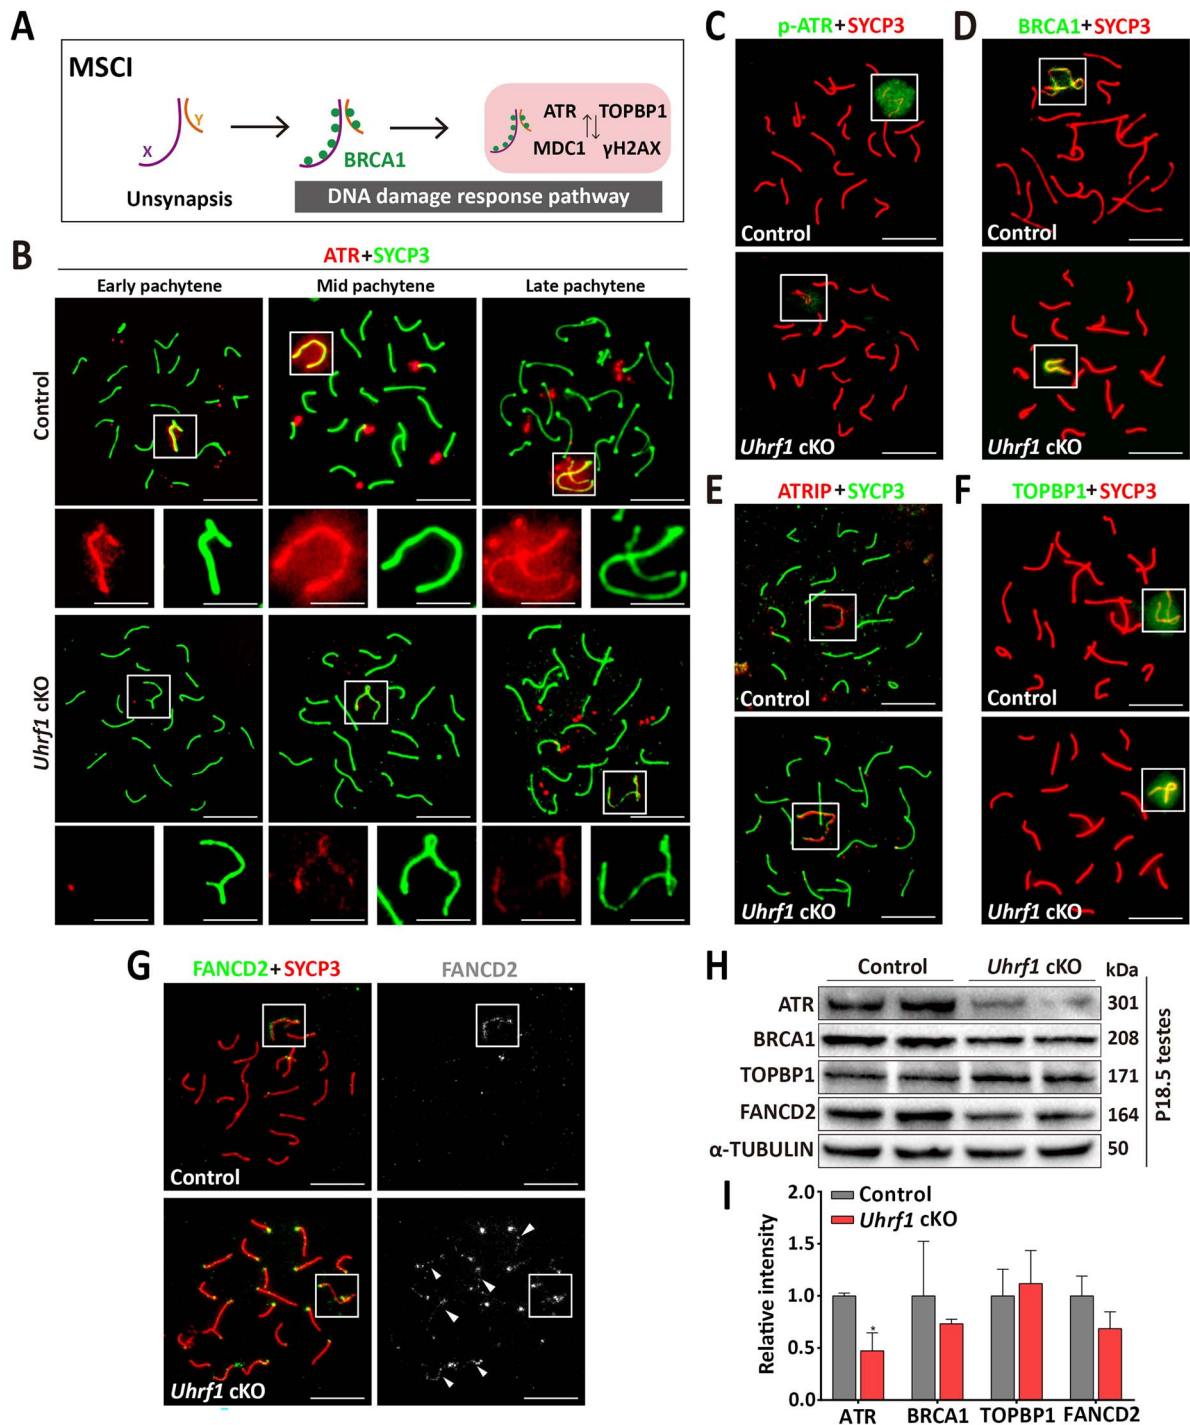 A
MSCI
X
Y
Unsynapsis
BRCA1
ATR TOPBP1
MDC1 γH2AX
DNA damage response pathway
B
ATR+SYCP3
Early pachytene Mid pachytene Late pachytene
Control
Uhrf1 cKO
C
p-ATR+SYCP3
Control
Uhrf1 cKO
D
BRCA1+SYCP3
Control
Uhrf1 cKO
E
ATRIP+SYCP3
Control
Uhrf1 cKO
F
TOPBP1+SYCP3
Control
Uhrf1 cKO
G
FANCD2+SYCP3 FANCD2
Control
Uhrf1 cKO
H
Control Uhrf1 cKO kDa
ATR 301
BRCA1 208
TOPBP1 171
FANCD2 164
α-TUBULIN 50
P18.5 testes
I
Control
Uhrf1 cKO
Relative intensity
2.0
1.5
1.0
0.5
0.0
*
ATR BRCA1 TOPBP1 FANCD2